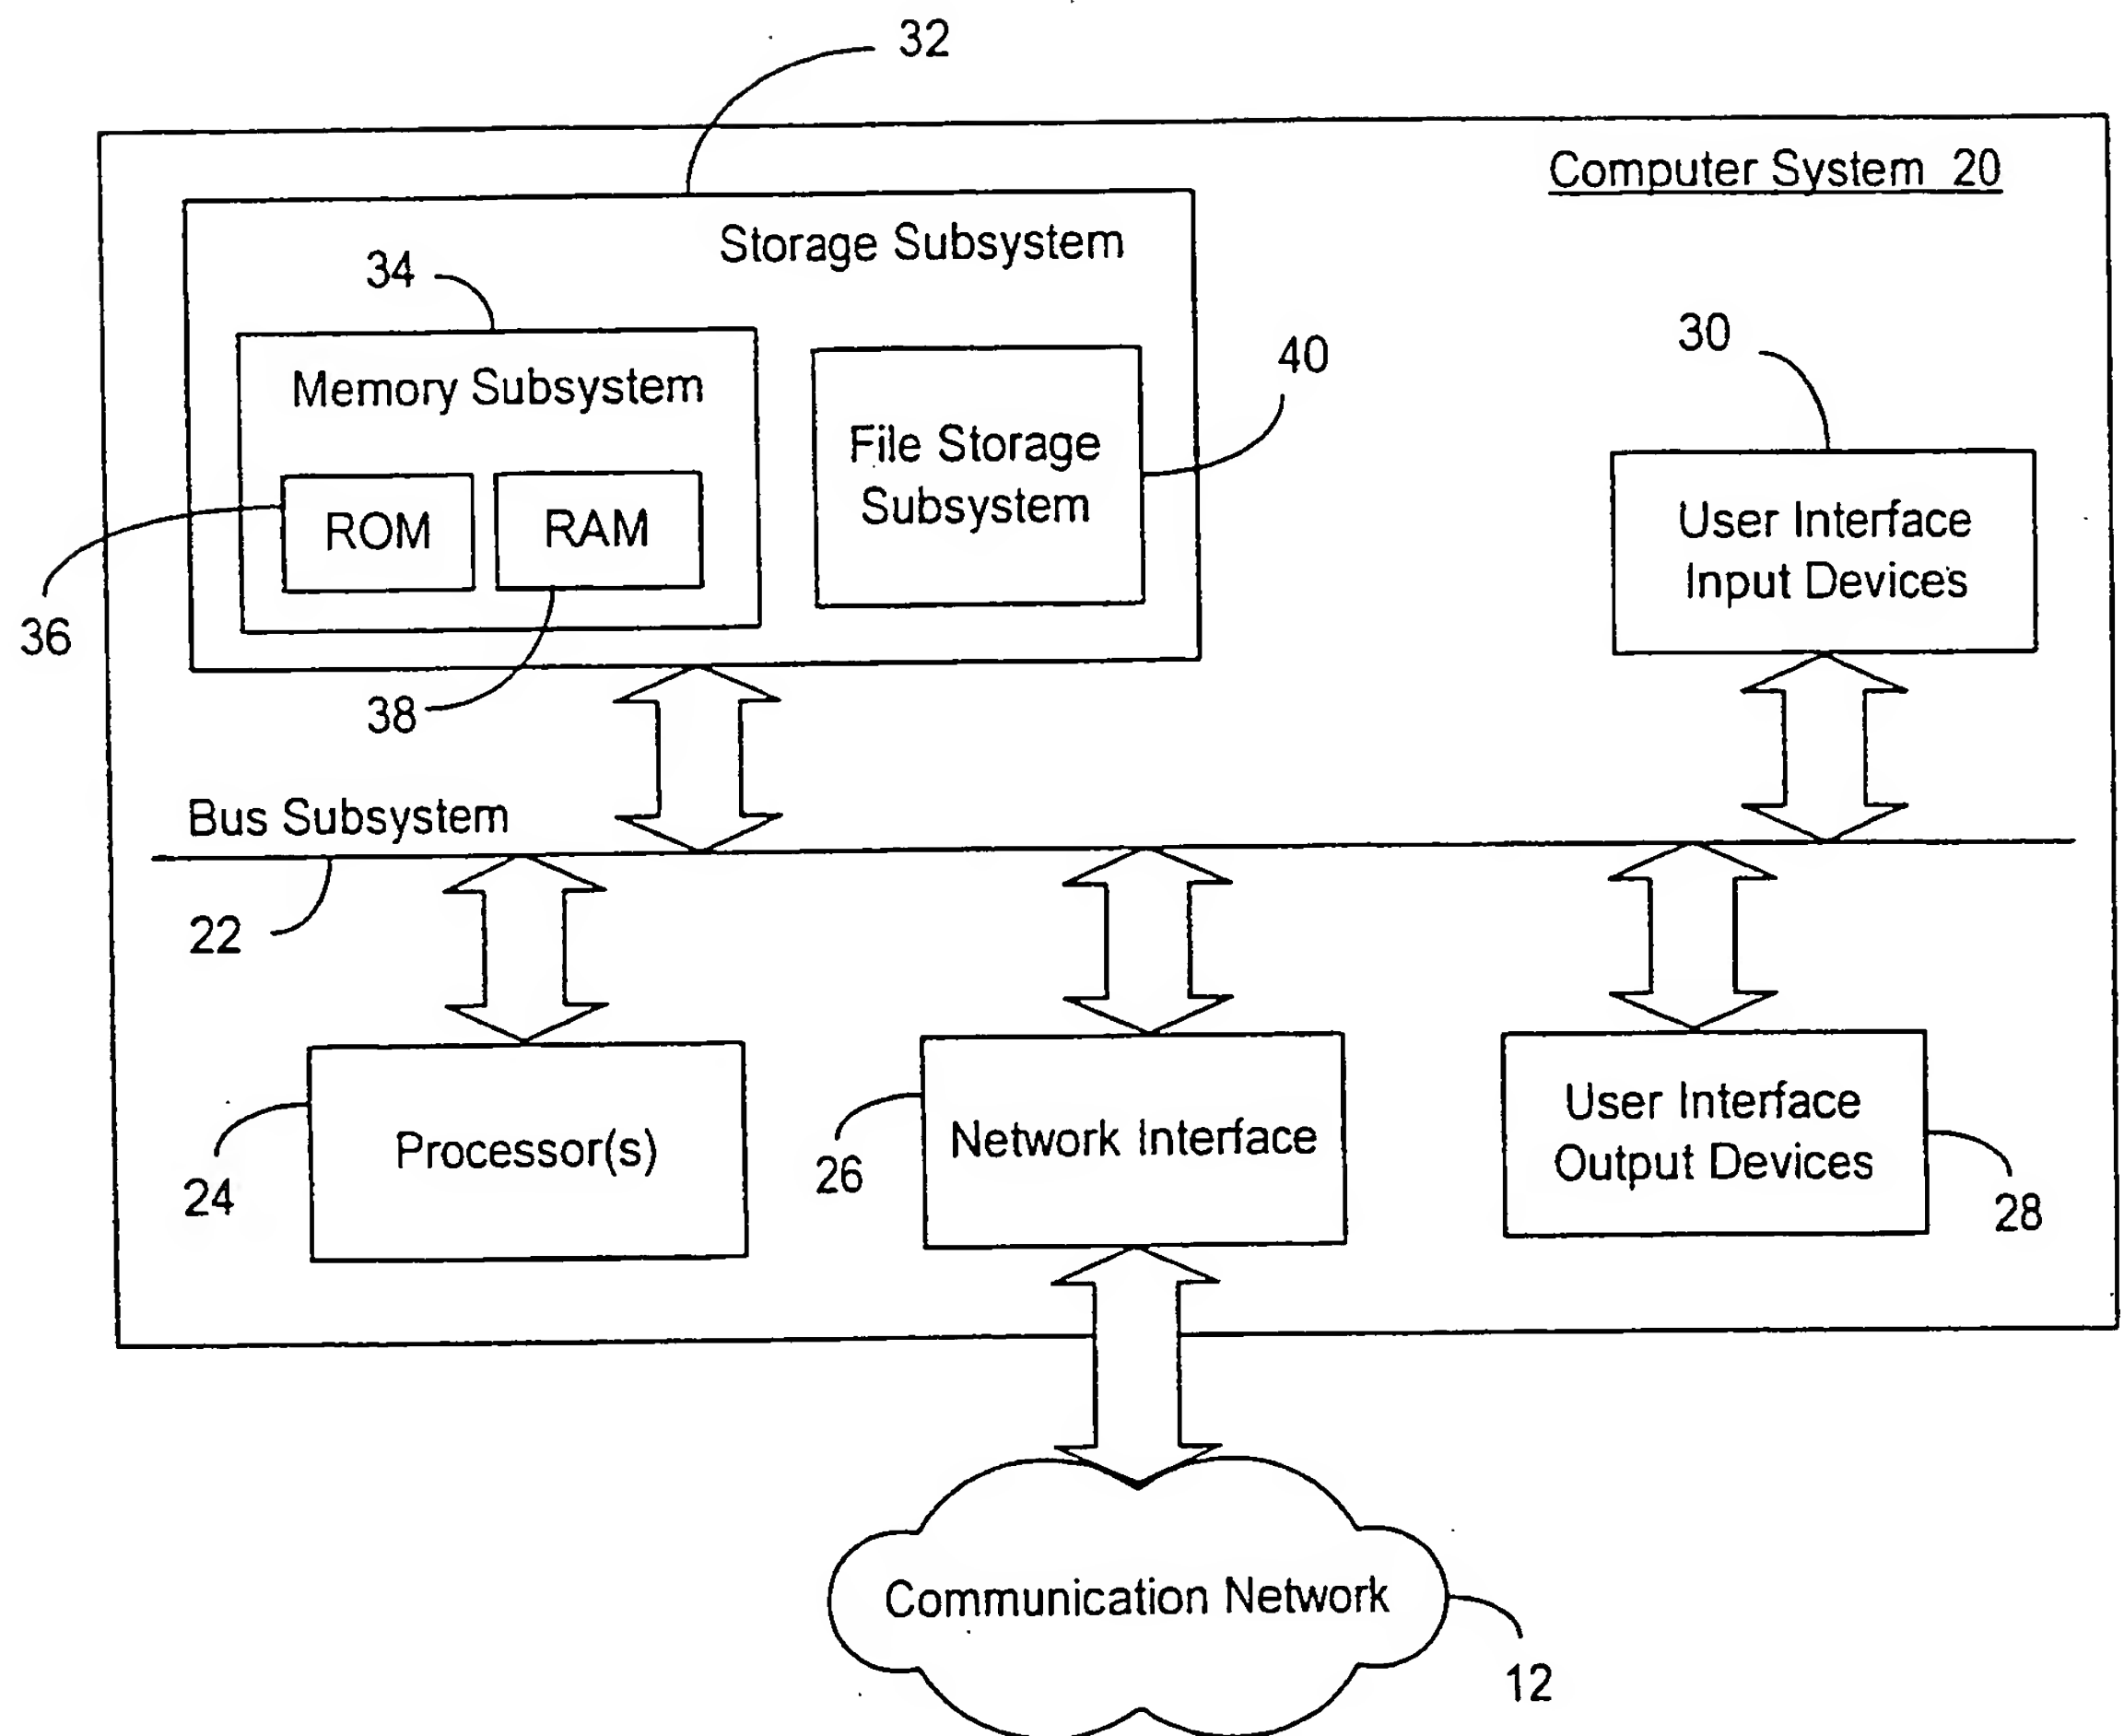 32
Computer System 20
Storage Subsystem
34
Memory Subsystem
ROM
RAM
File Storage
Subsystem
40
30
User Interface
Input Devices
36
38
Bus Subsystem
22
Processor(s)
24
Network Interface
26
User Interface
Output Devices
28
Communication Network
12